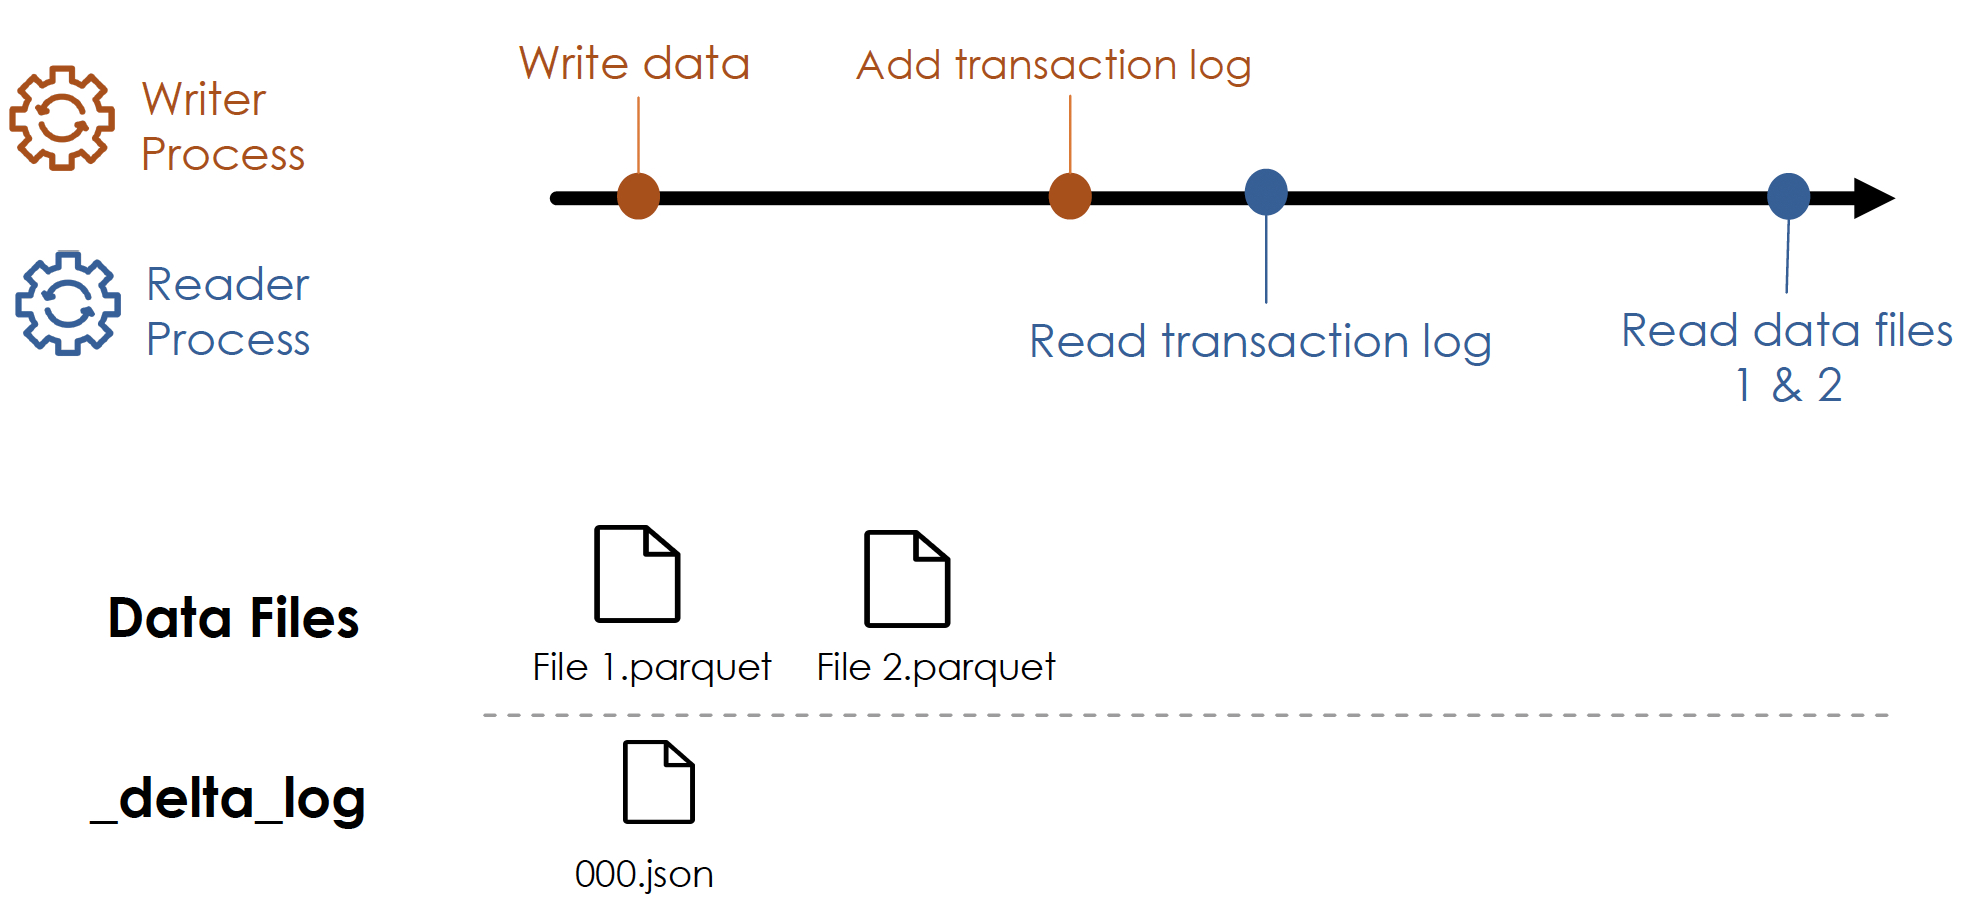 Write data
Add transaction log
Writer
Process
Reader
Process
Read transaction log
Read data files
1 & 2
Data Files
File 1.parquet
File 2.parquet
_delta_log
000.json